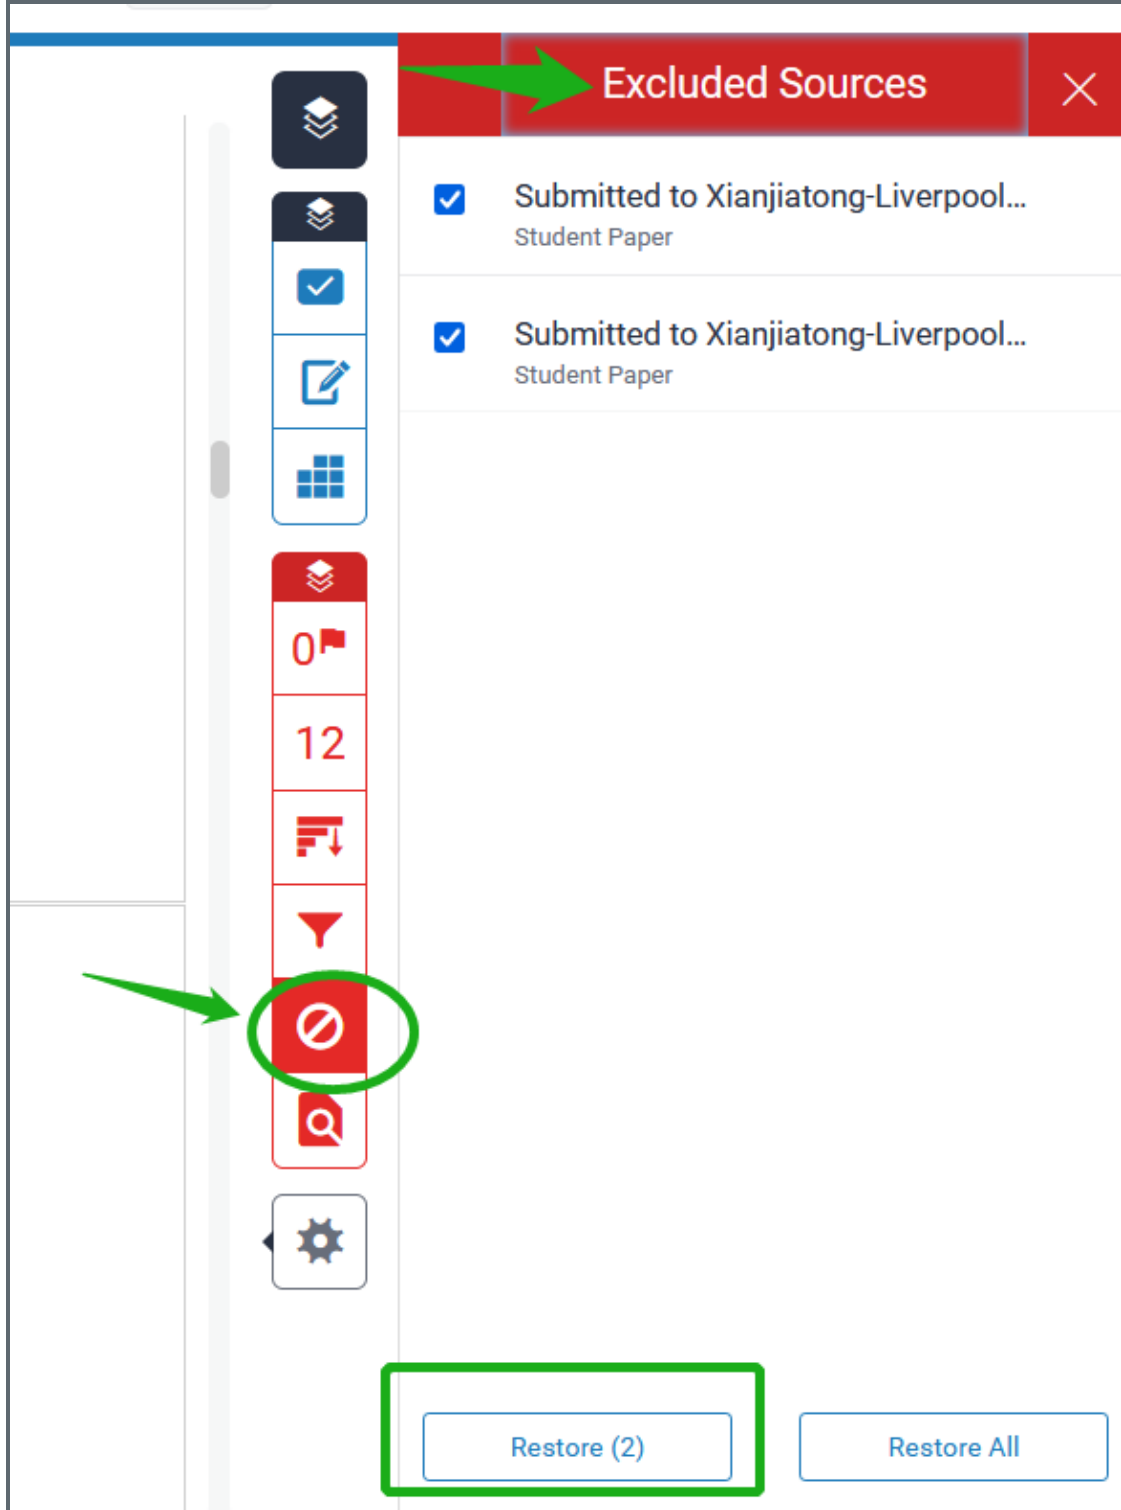 Excluded Sources
Submitted to Xianjiatong-Liverpool...
Student Paper
Submitted to Xianjiatong-Liverpool...
Student Paper
0
12
Restore (2)
Restore All